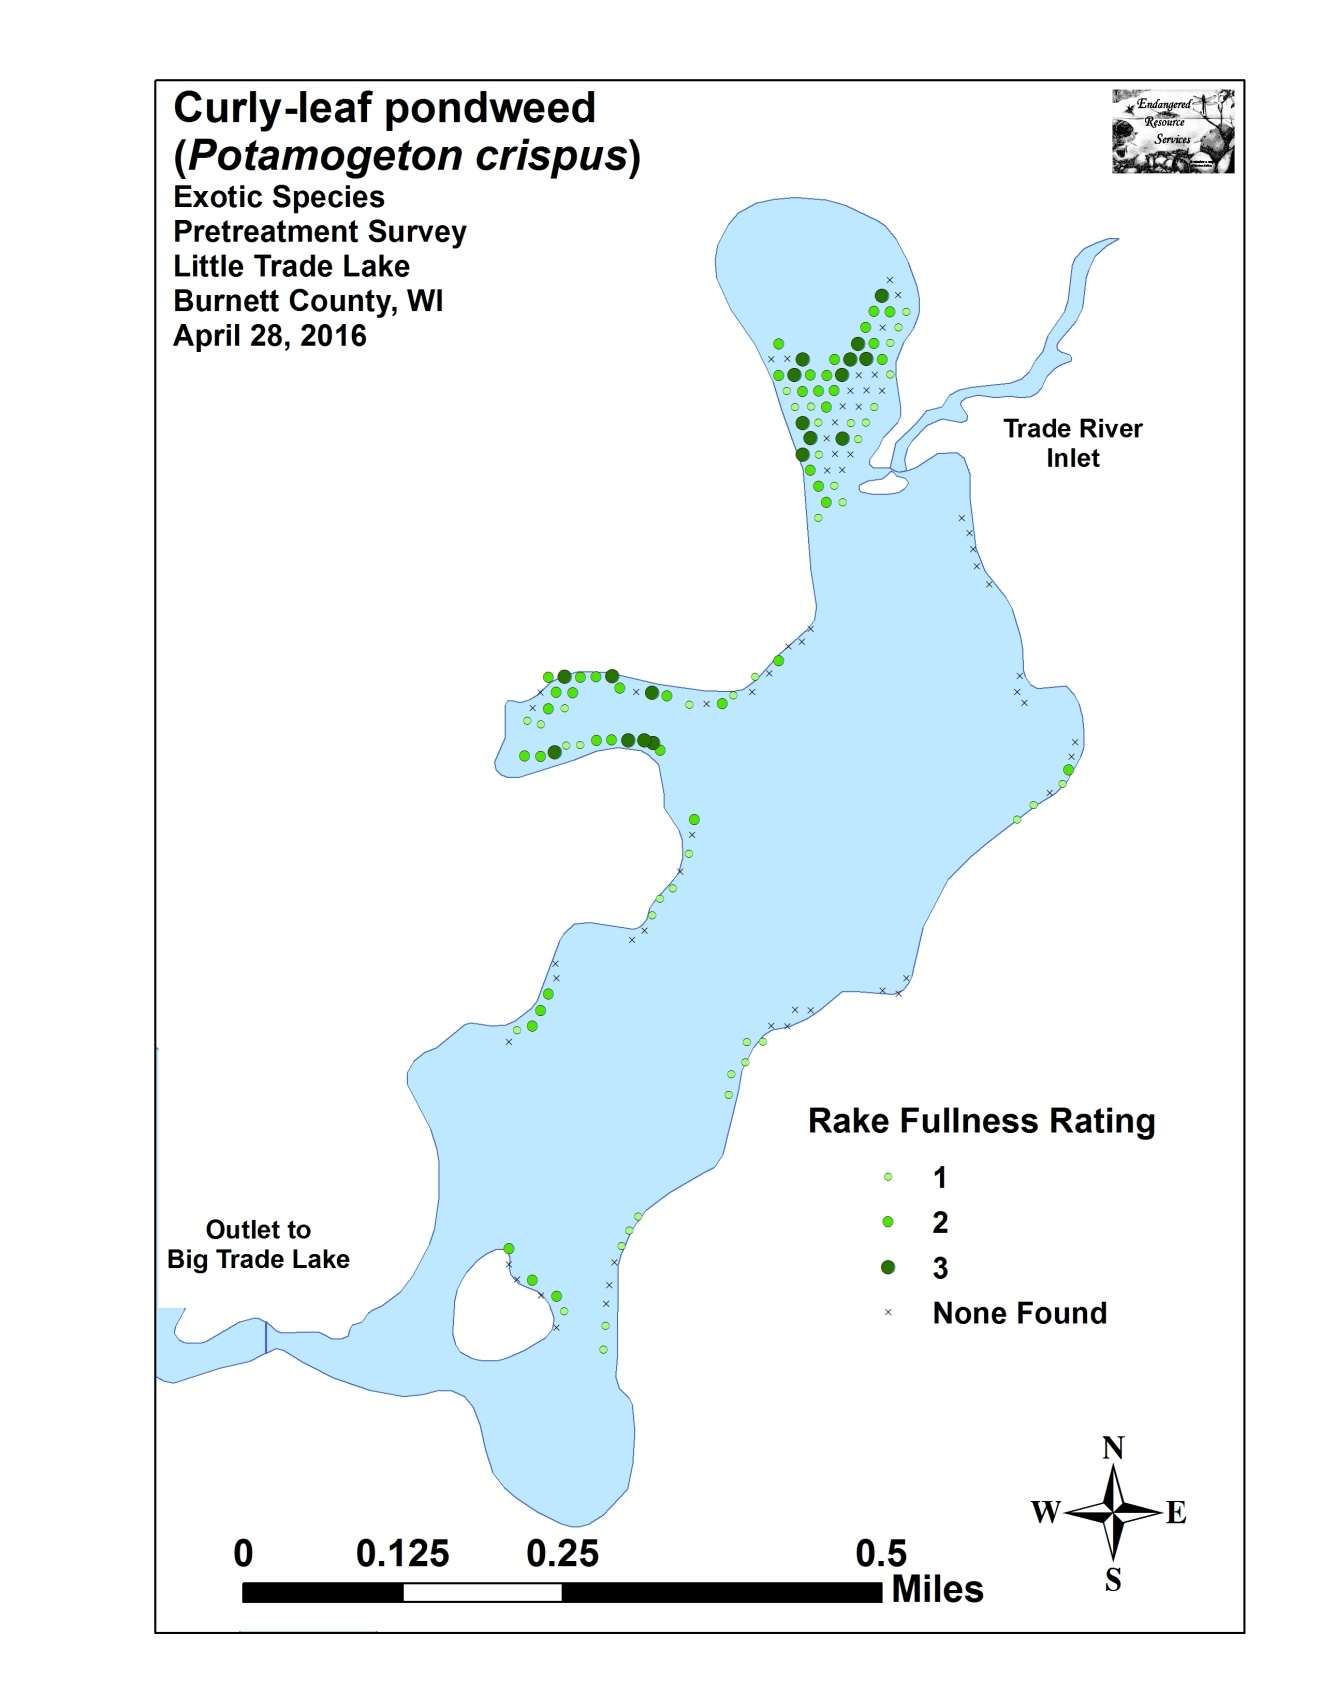 Curly-leaf pondweed
(Potamogeton crispus)
Exotic Species
Pretreatment Survey
Little Trade Lake
Burnett County, WI
April 28, 2016
Endangered
Resource
Services
Trade River
Inlet
Rake Fullness Rating
1
2
3
None Found
Outlet to
Big Trade Lake
N
W E
S
0 0.125 0.25 0.5
Miles